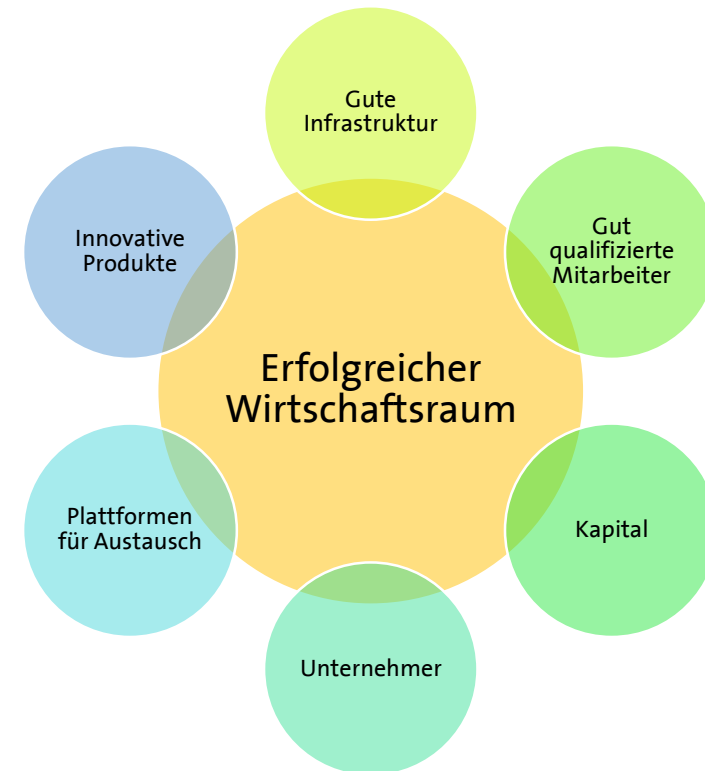 Gute
Infrastruktur
Gut
qualifizierte
Mitarbeiter
Innovative
Produkte
Erfolgreicher
Wirtschaftsraum
Plattformen
für Austausch
Kapital
Unternehmer